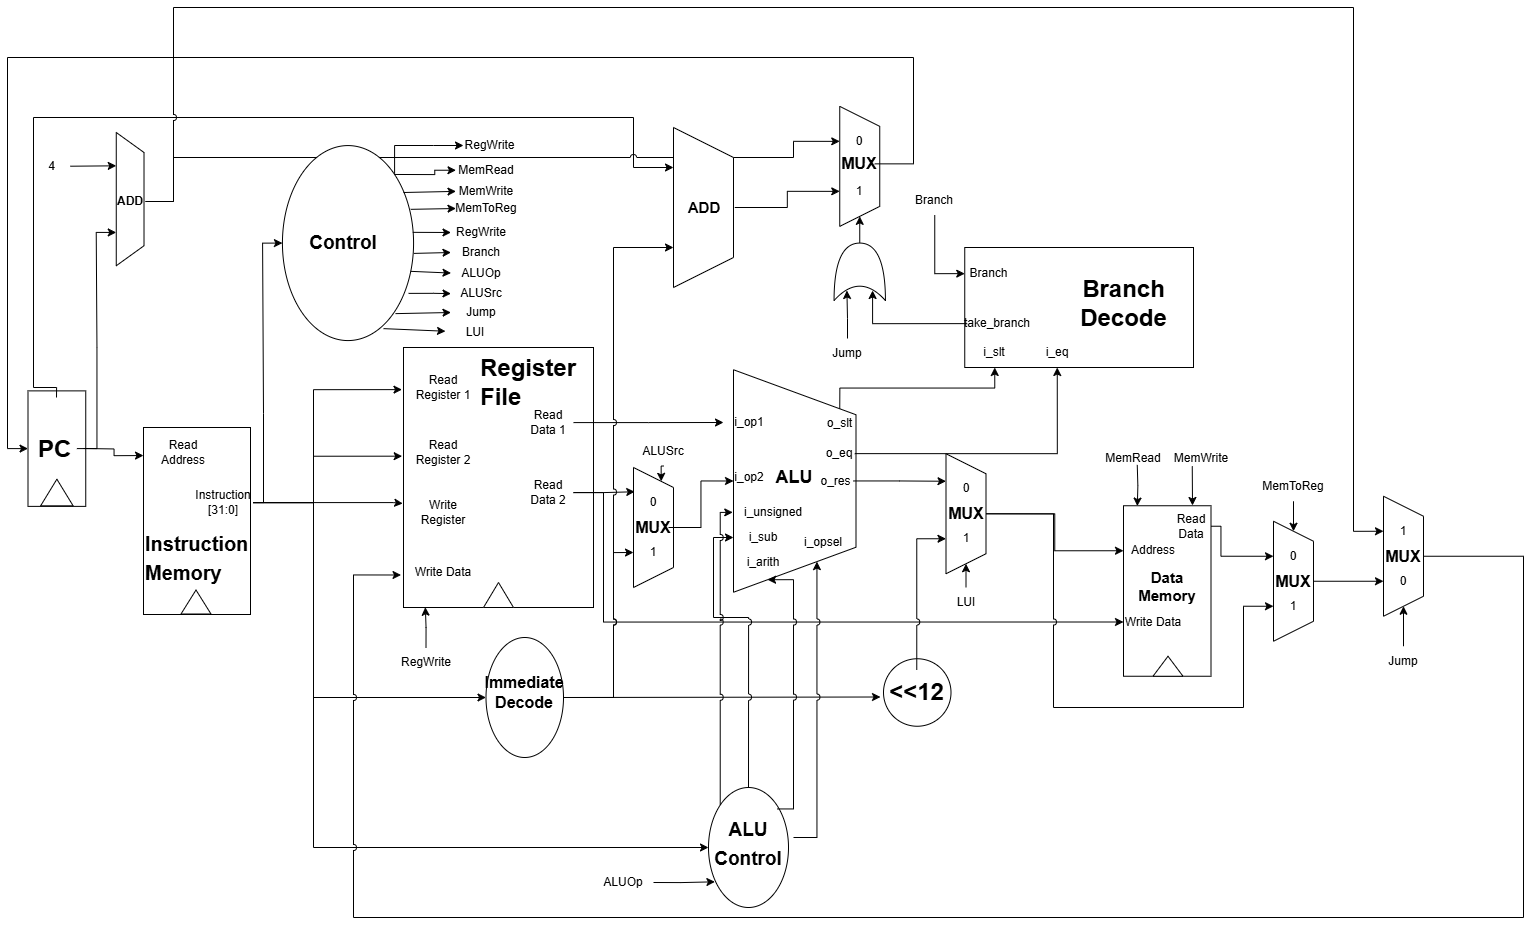 4
ADD
Control
RegWrite
MemRead
MemWrite
MemToReg
RegWrite
Branch
ALUOp
ALUSrc
Jump
LUI
ADD
0
MUX
1
Branch
Branch
Branch
Decode
take_branch
i_slt
i_eq
Jump
PC
Read
Address
Instruction
[31:0]
Instruction
Memory
Read
Register 1
Register
File
Read
Data 1
Read
Register 2
Read
Data 2
Write
Register
Write Data
RegWrite
ALUSrc
0
MUX
1
i_op1
o_slt
o_eq
i_op2
ALU
o_res
i_unsigned
i_sub
i_opsel
i_arith
0
MUX
1
LUI
MemRead
MemWrite
Read
Data
Address
Data
Memory
Write Data
MemToReg
0
MUX
1
1
MUX
0
Jump
Immediate
Decode
<<12
ALU
Control
ALUOp